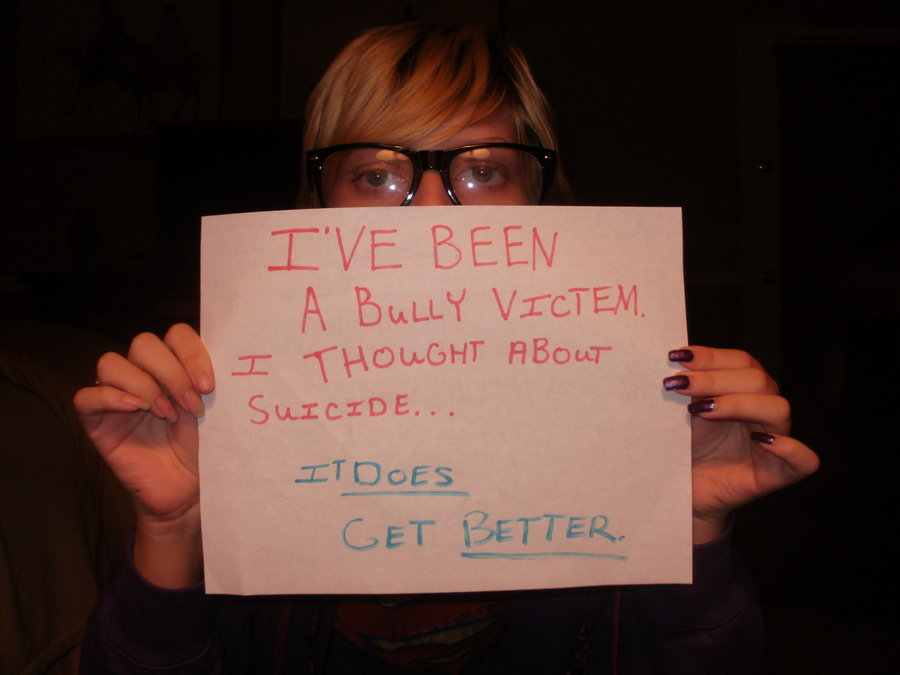 I'VE BEEN
A BULLY VICTEM.
I THOUGHT ABOUT
SUICIDE...
IT DOES
GET BETTER.